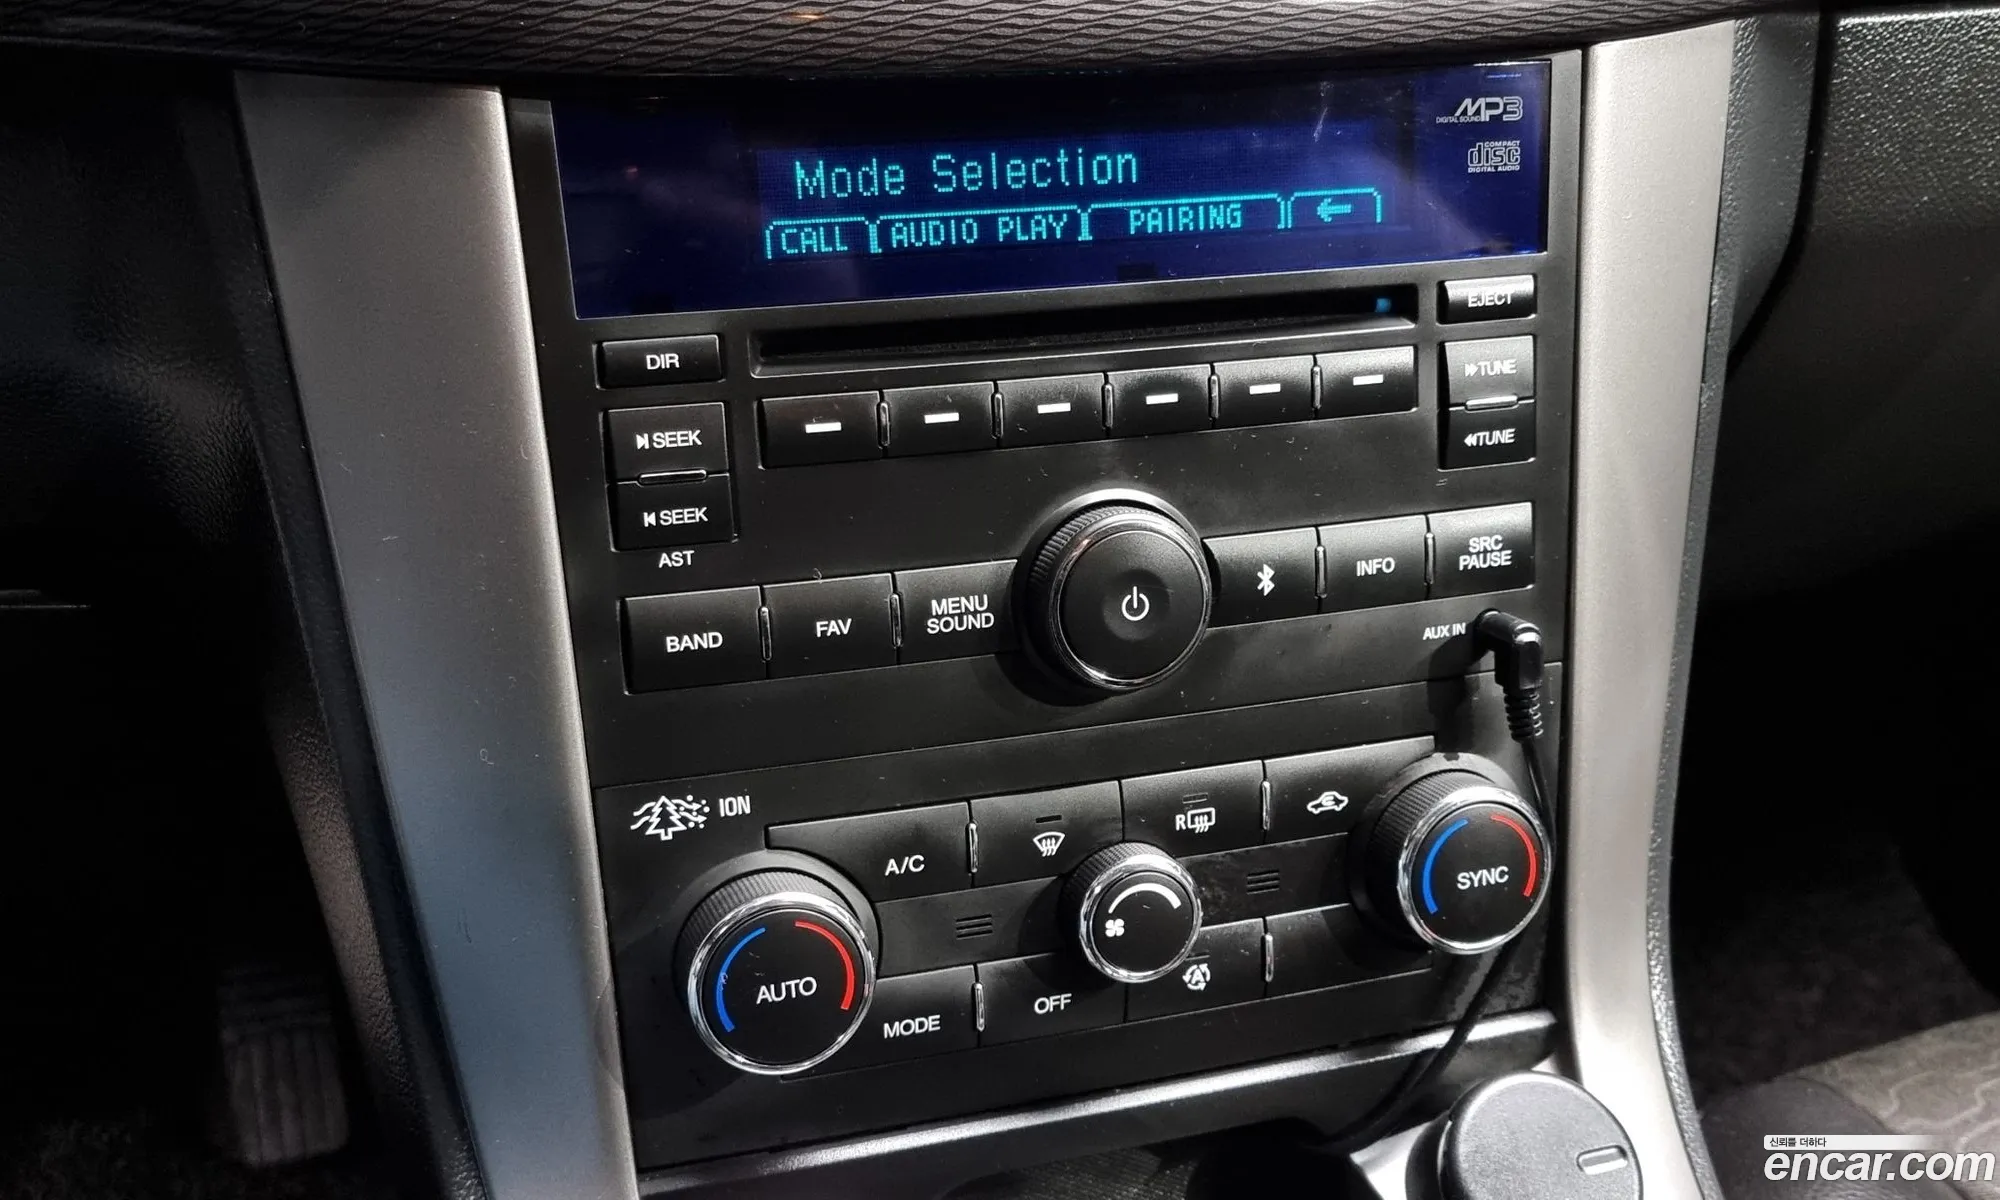 MP3
DIGITAL SOUND
COMPACT
disc
DIGITAL AUDIO
Mode Selection
CALL AUDIO PLAY PAIRING ←
EJECT
DIR
TUNE
SEEK
TUNE
SEEK
AST
BAND
FAV
MENU
SOUND
INFO
SRC
PAUSE
AUX IN
ION
A/C
R
SYNC
AUTO
A
MODE
OFF
신뢰를 더하다
encar.com